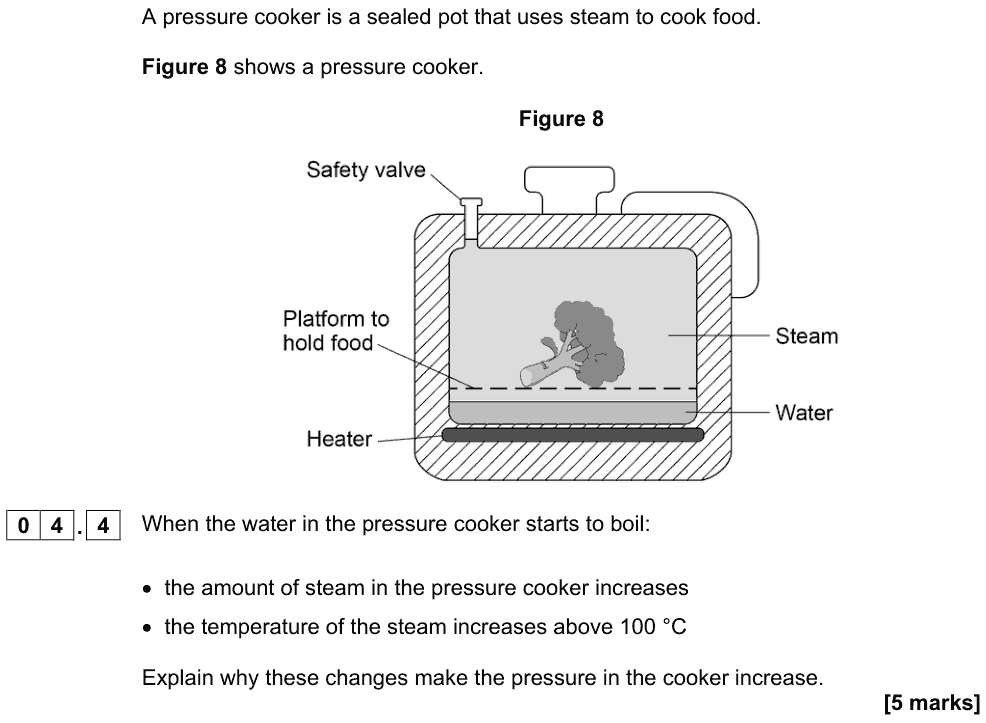 A pressure cooker is a sealed pot that uses steam to cook food.
Figure 8 shows a pressure cooker.
Figure 8
Safety valve
Platform to
hold food
Steam
Water
Heater
0 4 . 4 When the water in the pressure cooker starts to boil:
• the amount of steam in the pressure cooker increases
• the temperature of the steam increases above 100 °C
Explain why these changes make the pressure in the cooker increase.
[5 marks]